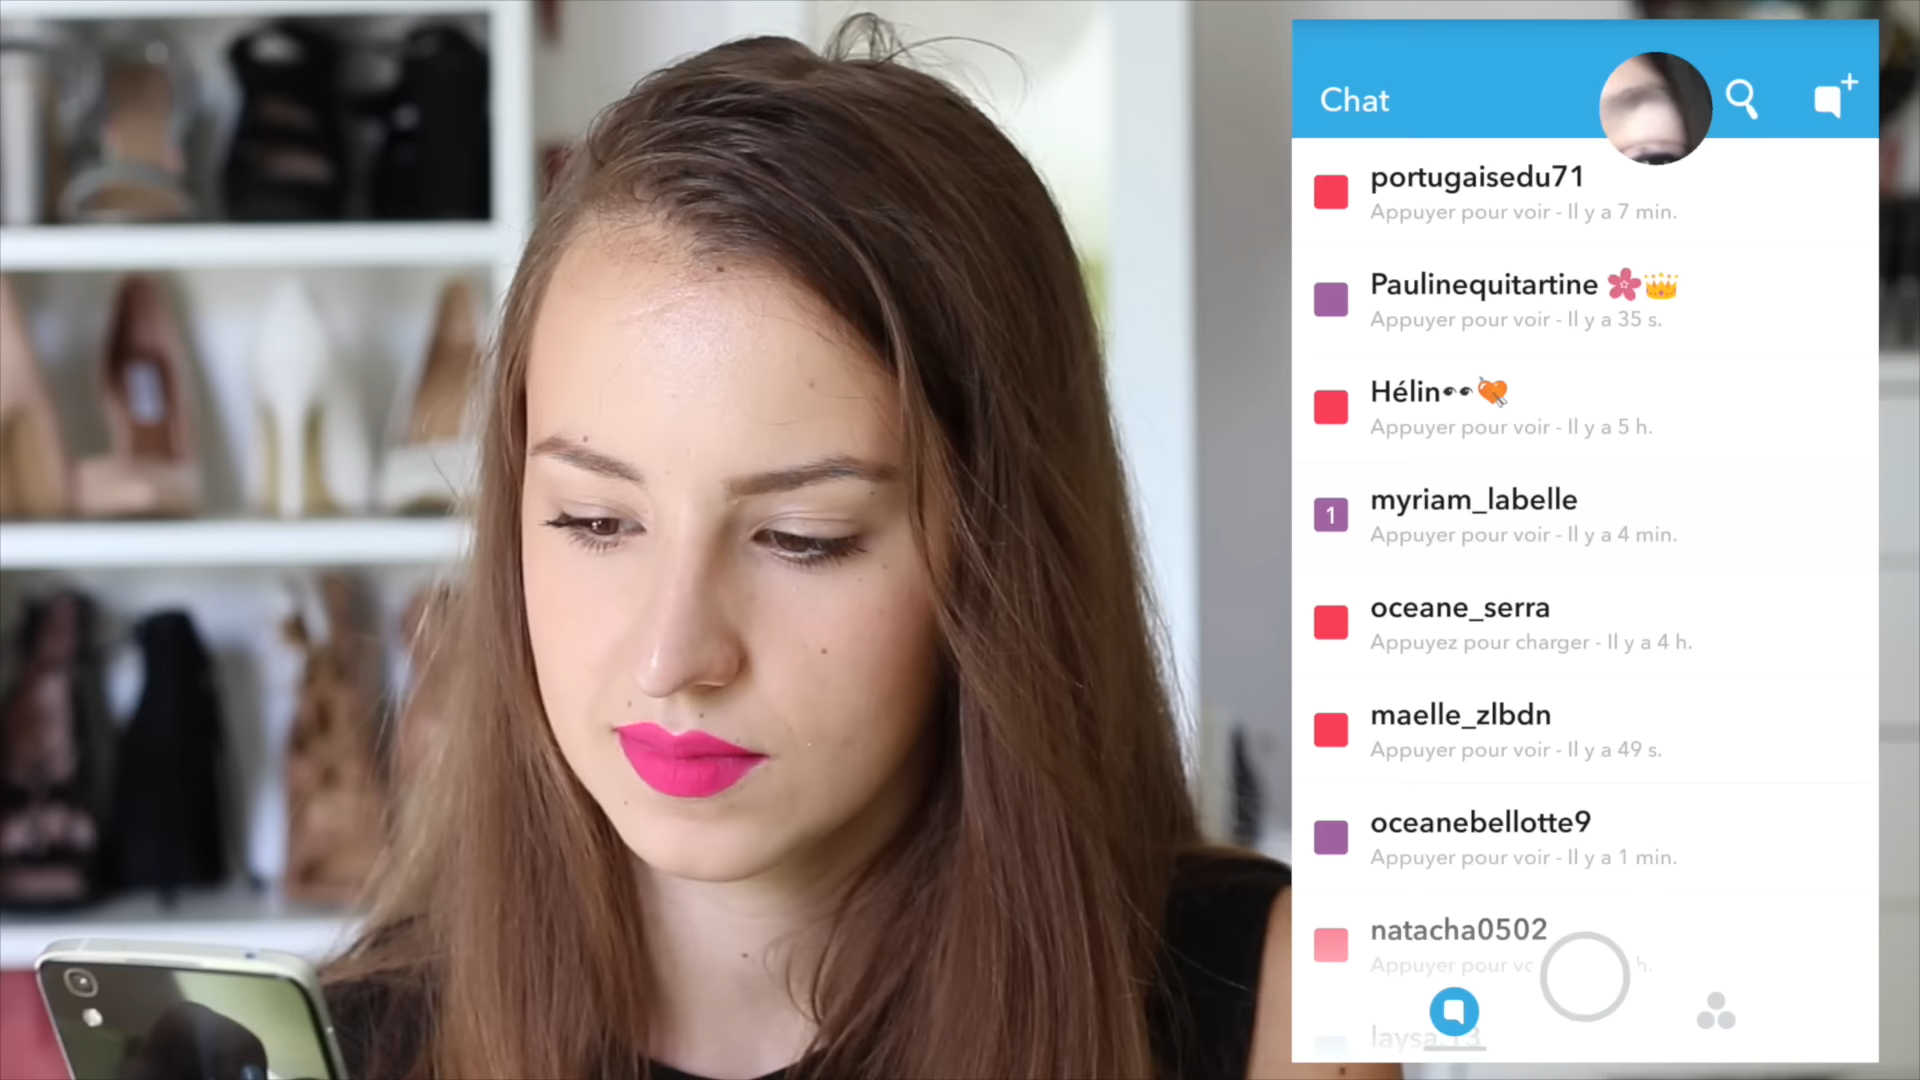 Chat
portugaisedu71
Appuyer pour voir - Il y a 7 min.
Paulinequitartine 🌸👑
Appuyer pour voir - Il y a 35 s.
Hélin👀💘
Appuyer pour voir - Il y a 5 h.
1
myriam_labelle
Appuyer pour voir - Il y a 4 min.
oceane_serra
Appuyez pour charger - Il y a 4 h.
maelle_zlbdn
Appuyer pour voir - Il y a 49 s.
oceanebellotte9
Appuyer pour voir - Il y a 1 min.
natacha0502
Appuyer pour
h.